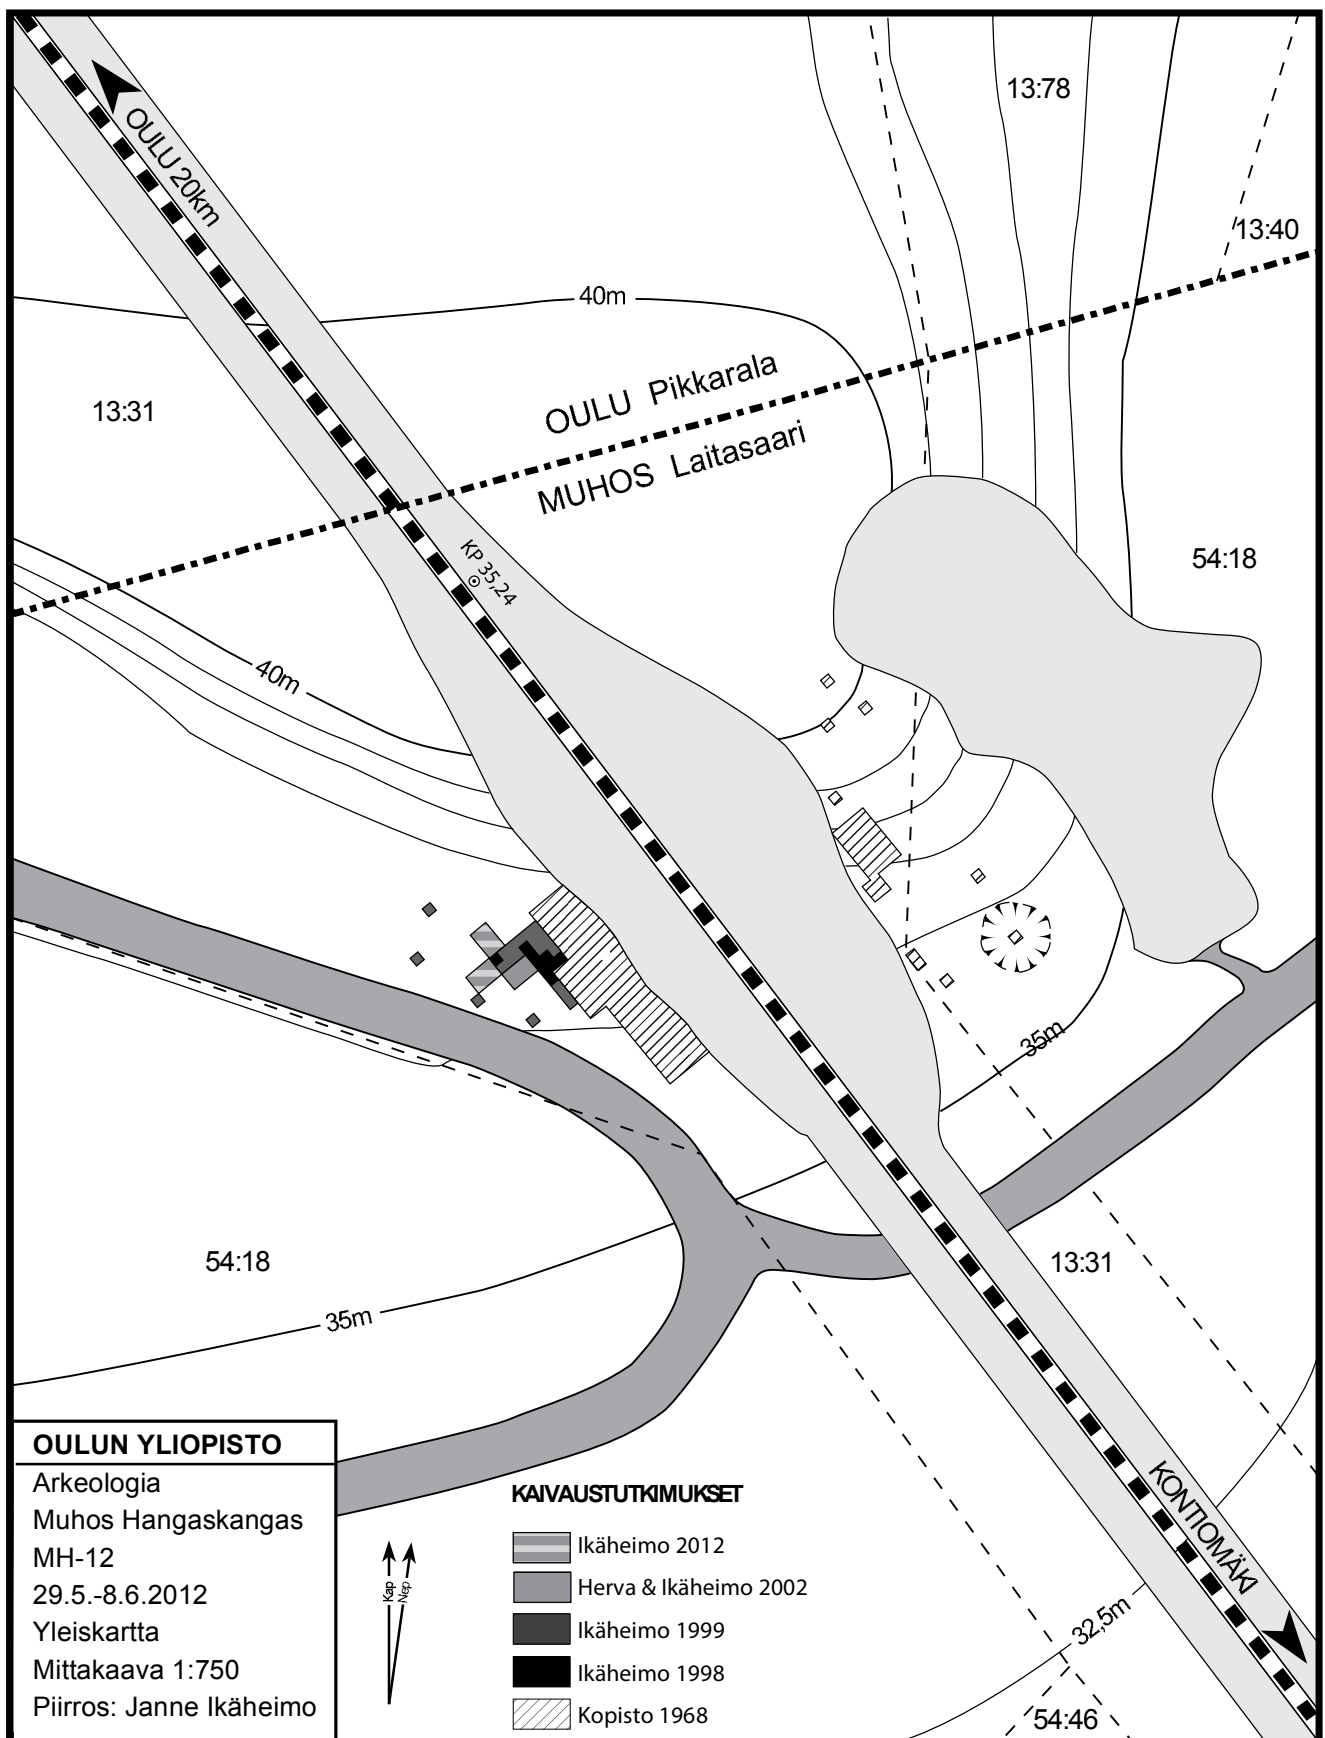 13:78
OULU 20km
13:40
40m
OULU Pikkarala
13:31
MUHOS Laitasaari
KP 35,24
54:18
40m
35m
54:18
13:31
35m
KONTIOMÄKI
32,5m
54:46
OULUN YLIOPISTO
Arkeologia
Muhos Hangaskangas
MH-12
29.5.-8.6.2012
Yleiskartta
Mittakaava 1:750
Piirros: Janne Ikäheimo
Kap
Nep
KAIVAUSTUTKIMUKSET
Ikäheimo 2012
Herva & Ikäheimo 2002
Ikäheimo 1999
Ikäheimo 1998
Kopisto 1968